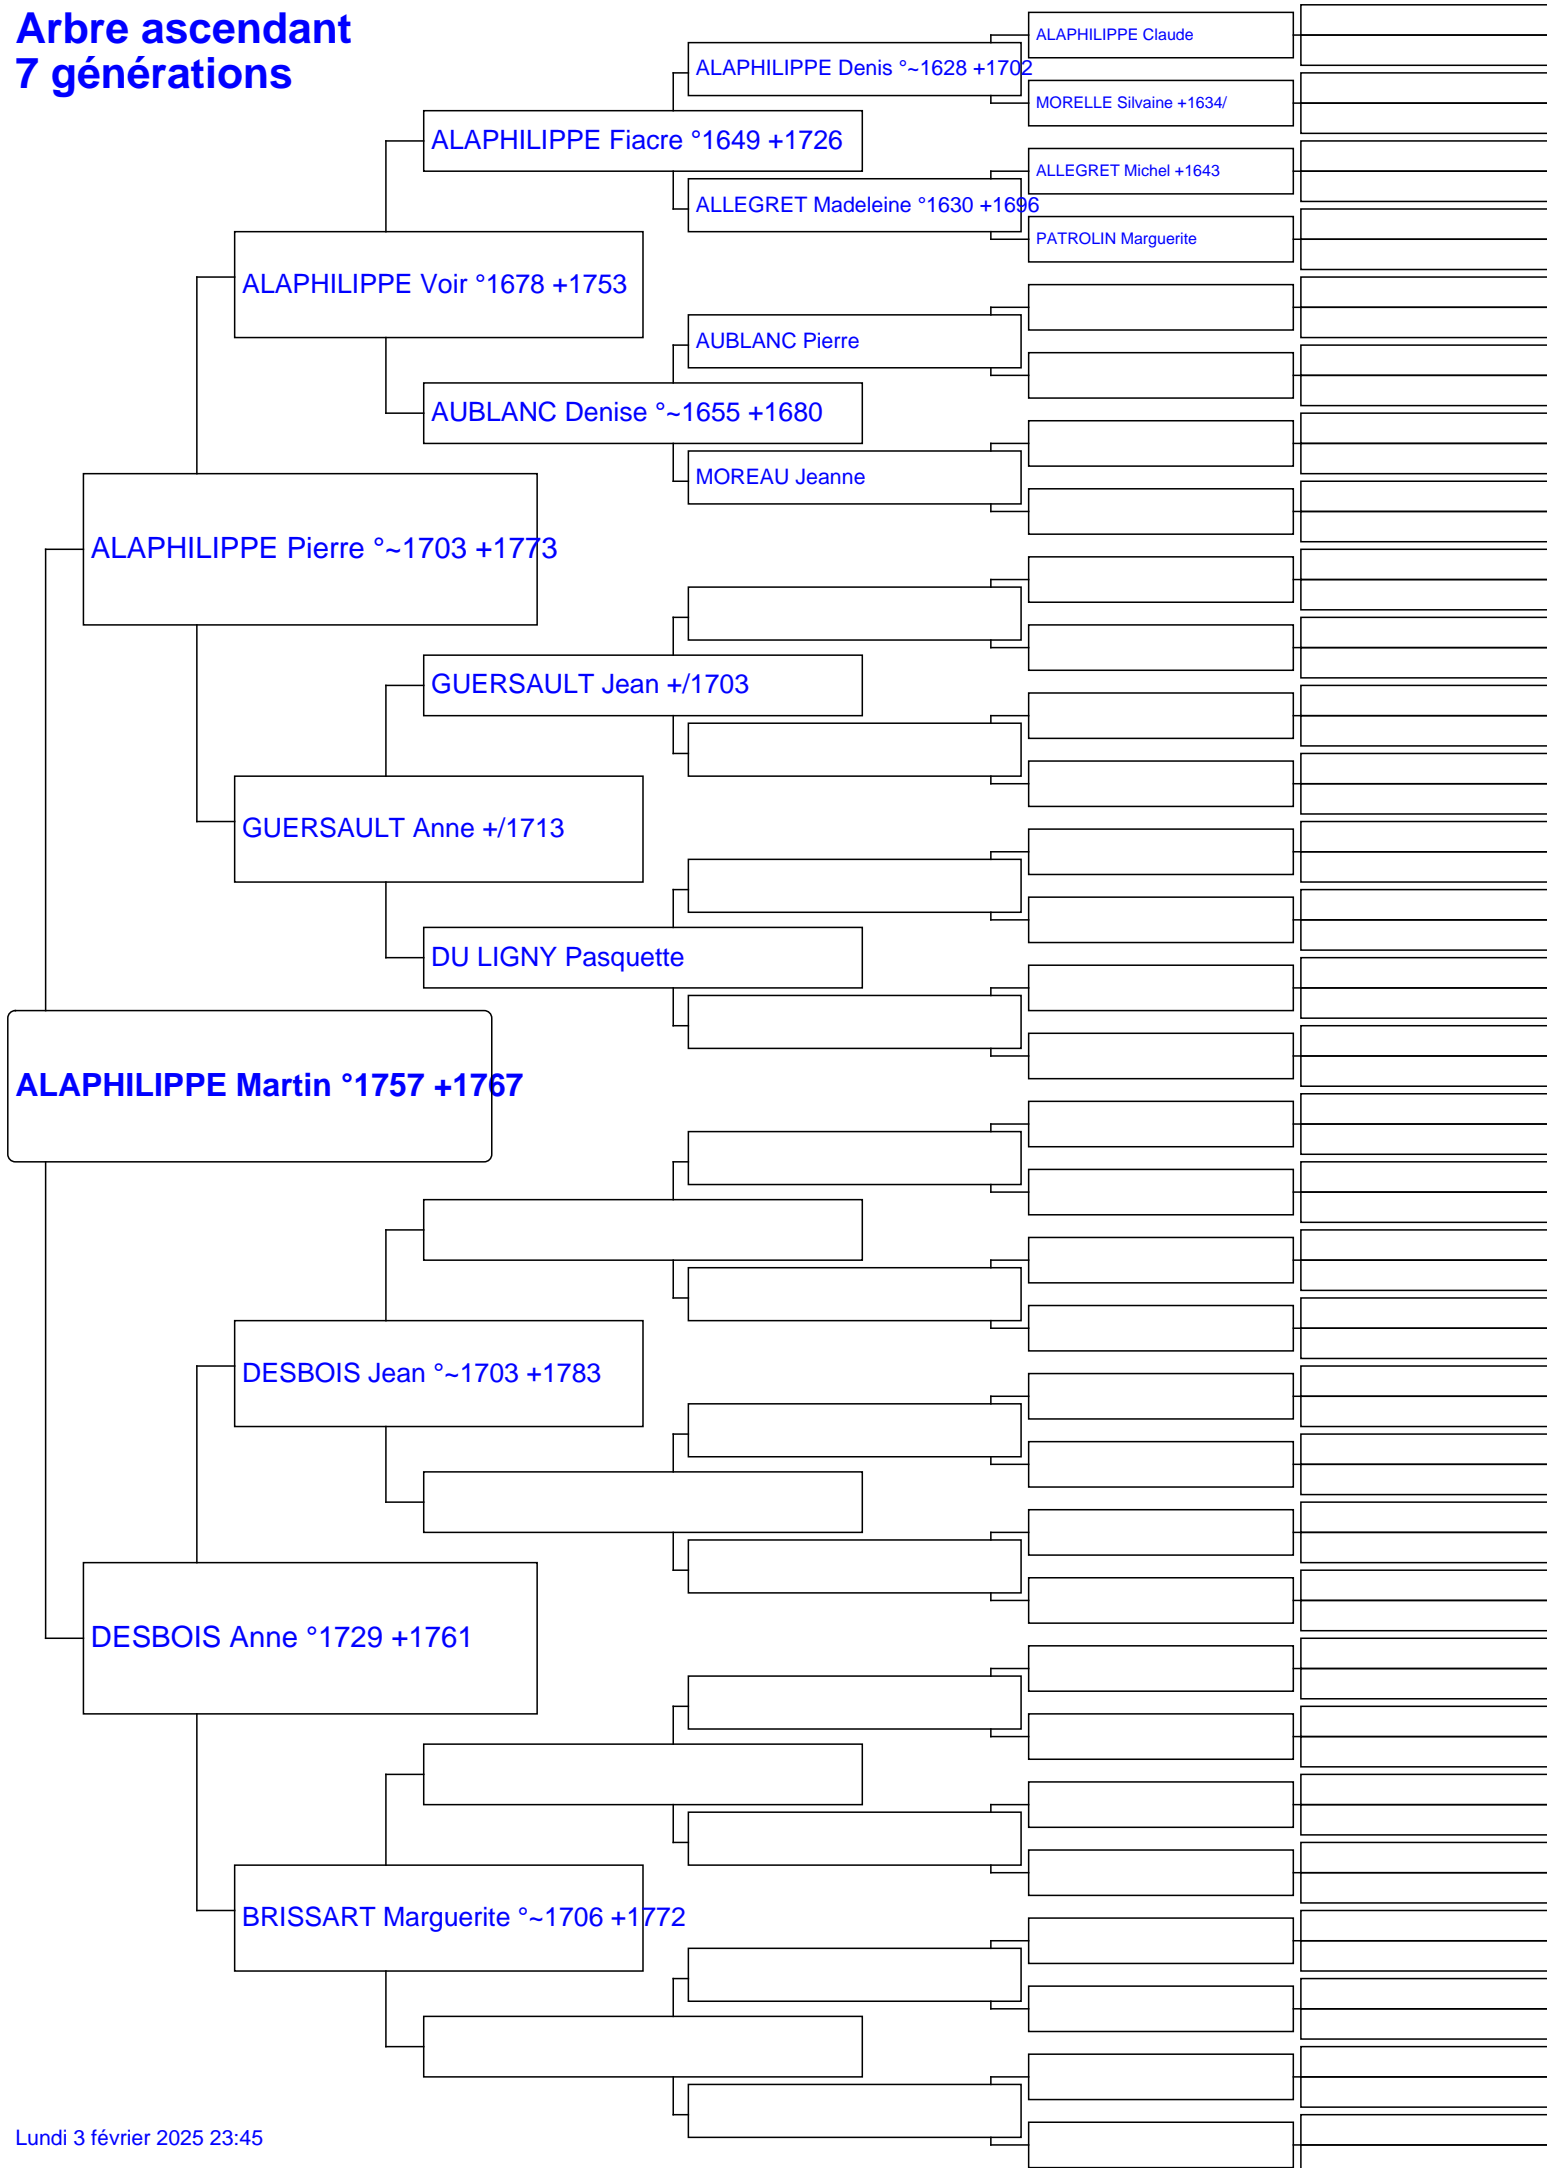 Arbre ascendant
7 générations
ALAPHILIPPE Claude
ALAPHILIPPE Denis °~1628 +1702
MORELLE Silvaine +1634/
ALAPHILIPPE Fiacre °1649 +1726
ALLEGRET Michel +1643
ALLEGRET Madeleine °1630 +1696
PATROLIN Marguerite
ALAPHILIPPE Voir °1678 +1753
AUBLANC Pierre
AUBLANC Denise °~1655 +1680
MOREAU Jeanne
ALAPHILIPPE Pierre °~1703 +1773
GUERSAULT Jean +/1703
GUERSAULT Anne +/1713
DU LIGNY Pasquette
ALAPHILIPPE Martin °1757 +1767
DESBOIS Jean °~1703 +1783
DESBOIS Anne °1729 +1761
BRISSART Marguerite °~1706 +1772
Lundi 3 février 2025 23:45